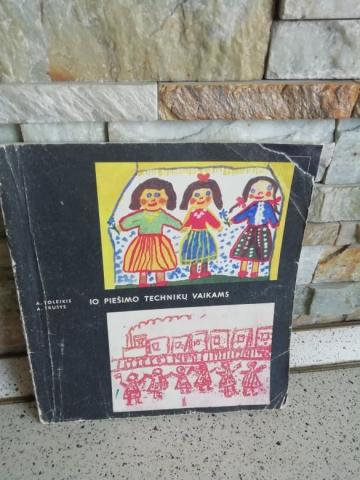 A. TOLEIKIS
A. TRUSYS
10 PIEŠIMO TECHNIKŲ VAIKAMS